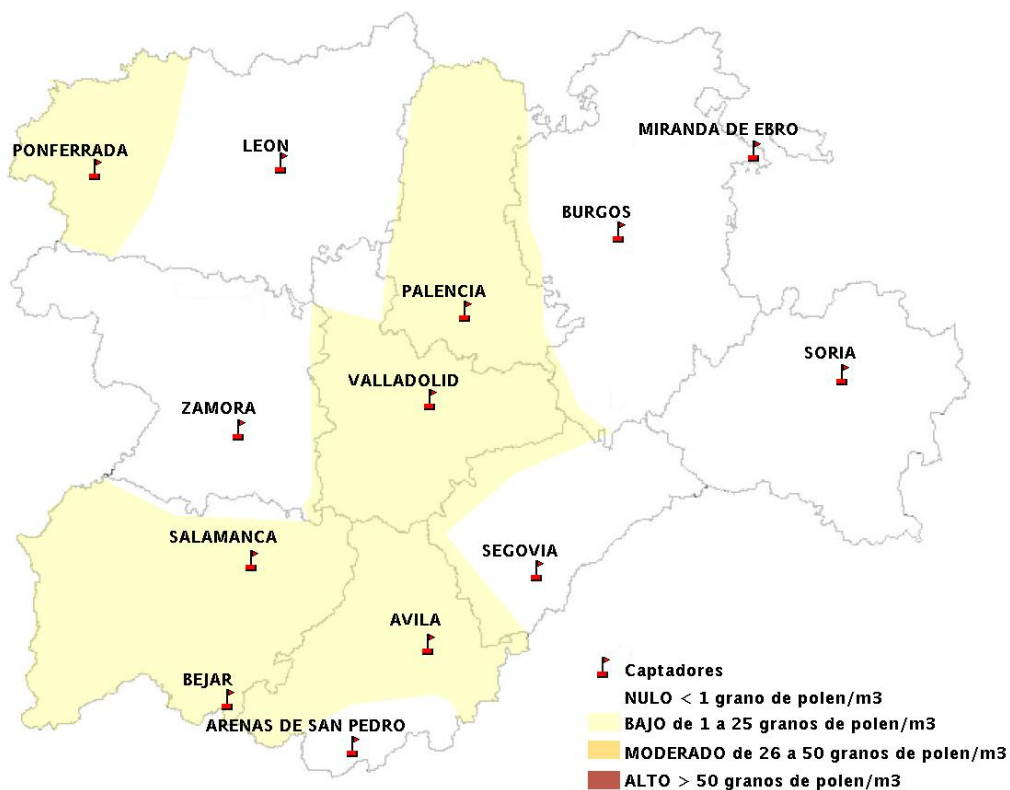 MIRANDA DE EBRO
PONFERRADA
LEON
BURGOS
PALENCIA
SORIA
VALLADOLID
ZAMORA
SALAMANCA
SEGOVIA
AVILA
BEJAR
ARENAS DE SAN PEDRO
Captadores
NULO < 1 grano de polen/m3
BAJO de 1 a 25 granos de polen/m3
MODERADO de 26 a 50 granos de polen/m3
ALTO > 50 granos de polen/m3